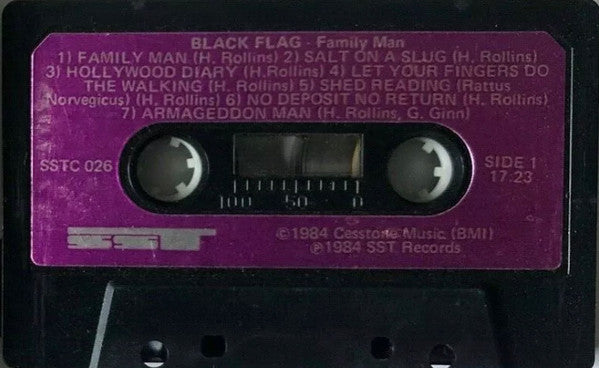 BLACK FLAG - Family Man
1) FAMILY MAN (H. Rollins) 2) SALT ON A SLUG (H. Rollins)
3) HOLLYWOOD DIARY (H.Rollins) 4) LET YOUR FINGERS DO
THE WALKING (H. Rollins) 5) SHED READING (Rattus
Norvegicus) (H. Rollins) 6) NO DEPOSIT NO RETURN (H. Rollins)
7) ARMAGEDDON MAN (H. Rollins, G. Ginn)
SSTC 026
SIDE 1
17.23
100 50 0
SST
©1984 Cesstone Music (BMI)
℗1984 SST Records